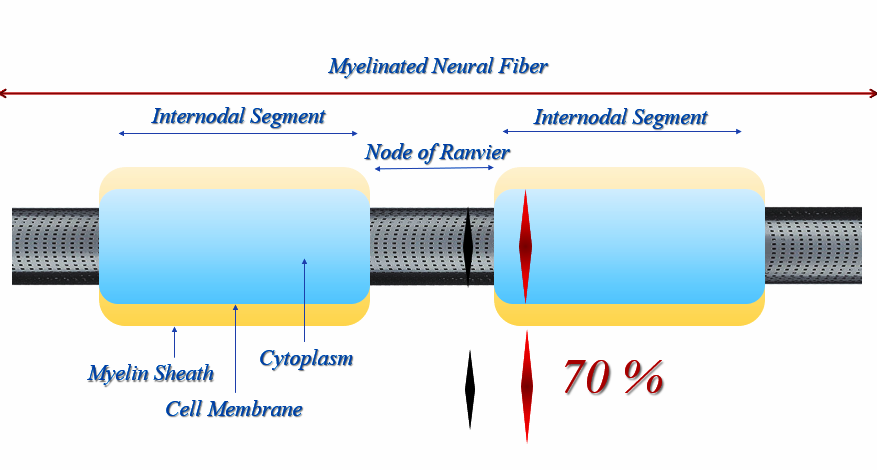 Myelinated Neural Fiber
Internodal Segment
Internodal Segment
Node of Ranvier
Cytoplasm
Myelin Sheath
Cell Membrane
70 %